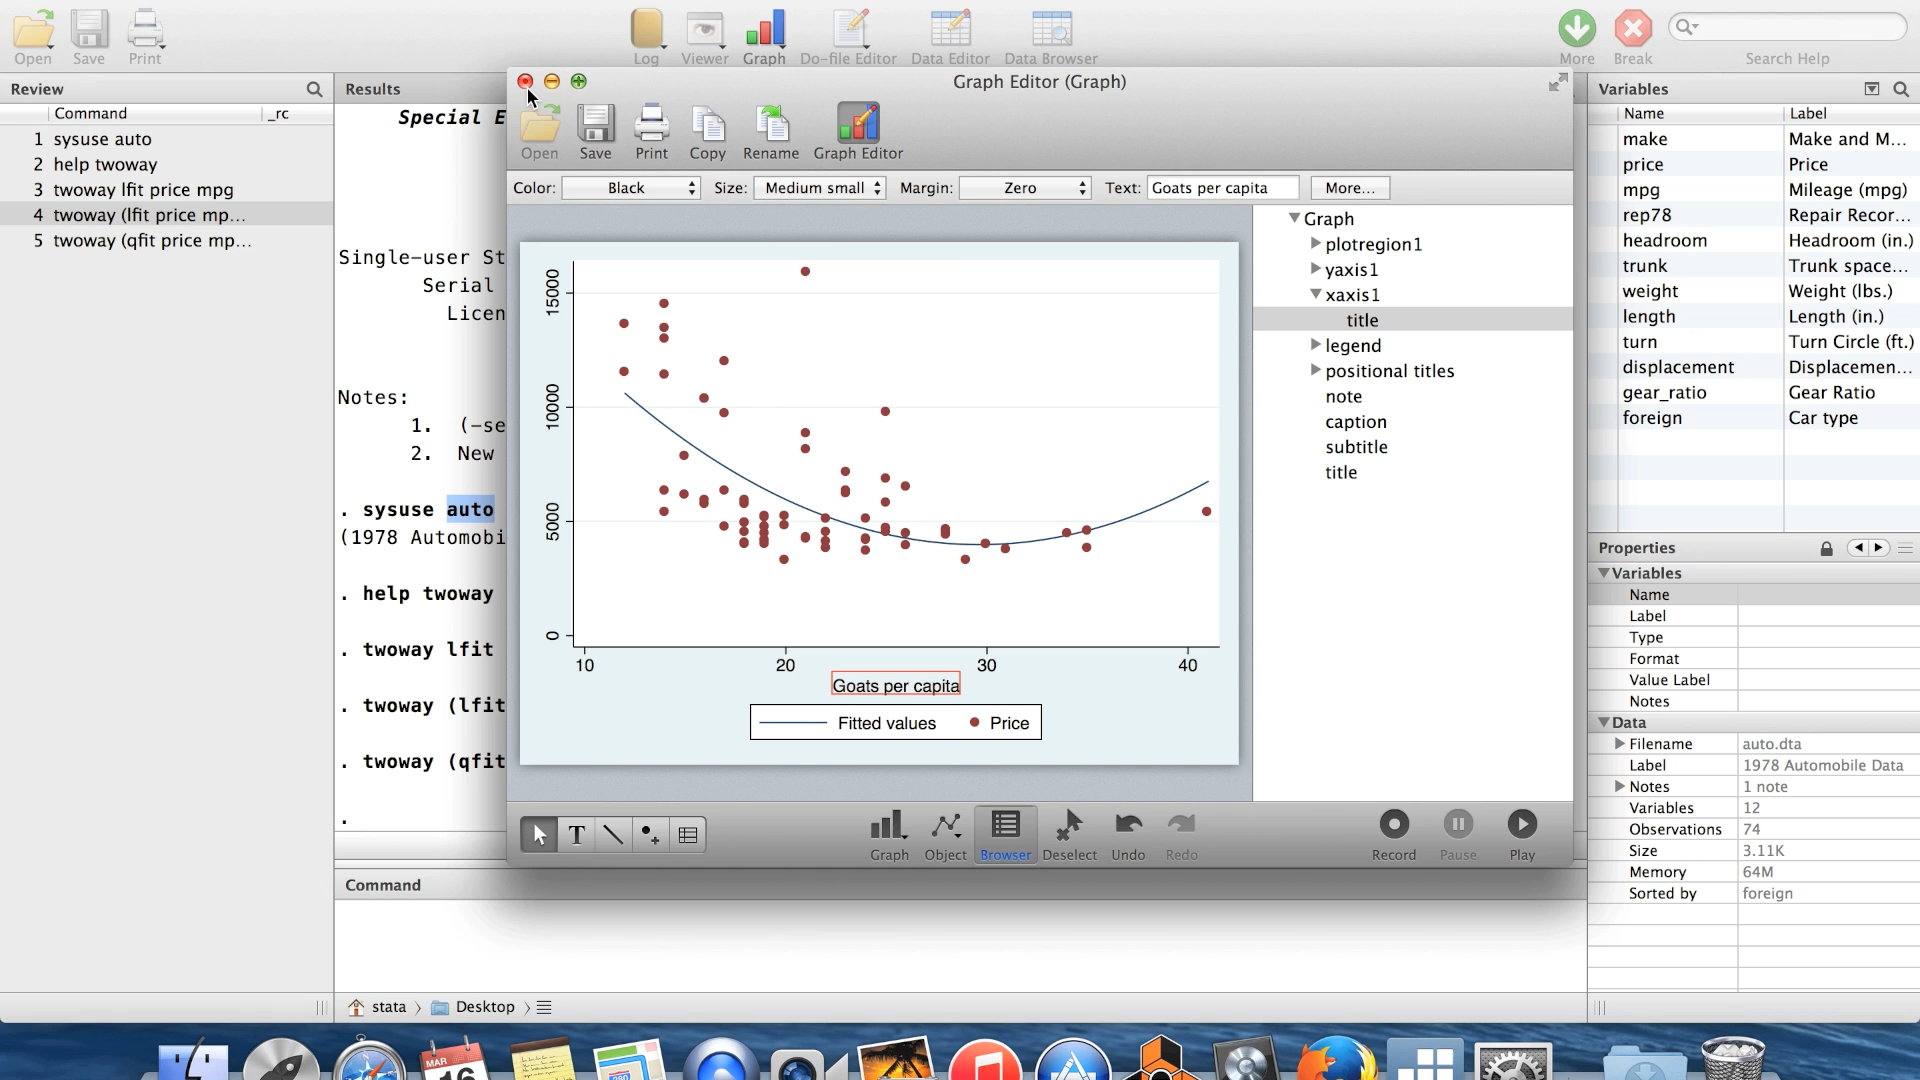 Open Save Print Log Viewer Graph Do-file Editor Data Editor Data Browser More Break Search Help
Review
Command _rc
1 sysuse auto
2 help twoway
3 twoway lfit price mpg
4 twoway (lfit price mp...
5 twoway (qfit price mp...
Results
Special E
Single-user St
Serial
Licen
Notes:
1. (-se
2. New
. sysuse auto
(1978 Automobi
. help twoway
. twoway lfit
. twoway (lfit
. twoway (qfit
.
Command
stata Desktop
Graph Editor (Graph)
Open Save Print Copy Rename Graph Editor
Color: Black Size: Medium small Margin: Zero Text: Goats per capita More...
15000
10000
5000
0
10 20 30 40
Goats per capita
Fitted values Price
Graph
plotregion1
yaxis1
xaxis1
title
legend
positional titles
note
caption
subtitle
title
T Graph Object Browser Deselect Undo Redo Record Pause Play
Variables
Name Label
make Make and M...
price Price
mpg Mileage (mpg)
rep78 Repair Recor...
headroom Headroom (in.)
trunk Trunk space...
weight Weight (lbs.)
length Length (in.)
turn Turn Circle (ft.)
displacement Displacemen...
gear_ratio Gear Ratio
foreign Car type
Properties
Variables
Name
Label
Type
Format
Value Label
Notes
Data
Filename auto.dta
Label 1978 Automobile Data
Notes 1 note
Variables 12
Observations 74
Size 3.11K
Memory 64M
Sorted by foreign
MAR
16